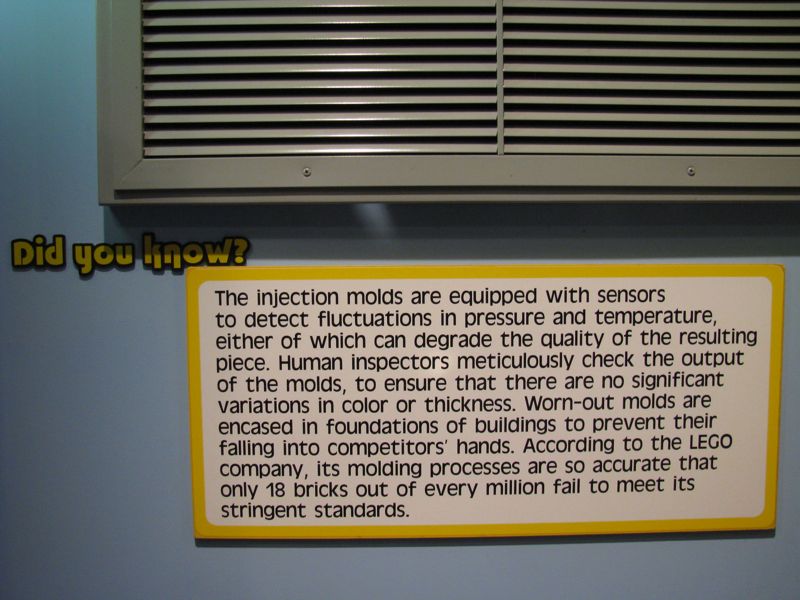 Did you know?
The injection molds are equipped with sensors
to detect fluctuations in pressure and temperature,
either of which can degrade the quality of the resulting
piece. Human inspectors meticulously check the output
of the molds, to ensure that there are no significant
variations in color or thickness. Worn-out molds are
encased in foundations of buildings to prevent their
falling into competitors' hands. According to the LEGO
company, its molding processes are so accurate that
only 18 bricks out of every million fail to meet its
stringent standards.